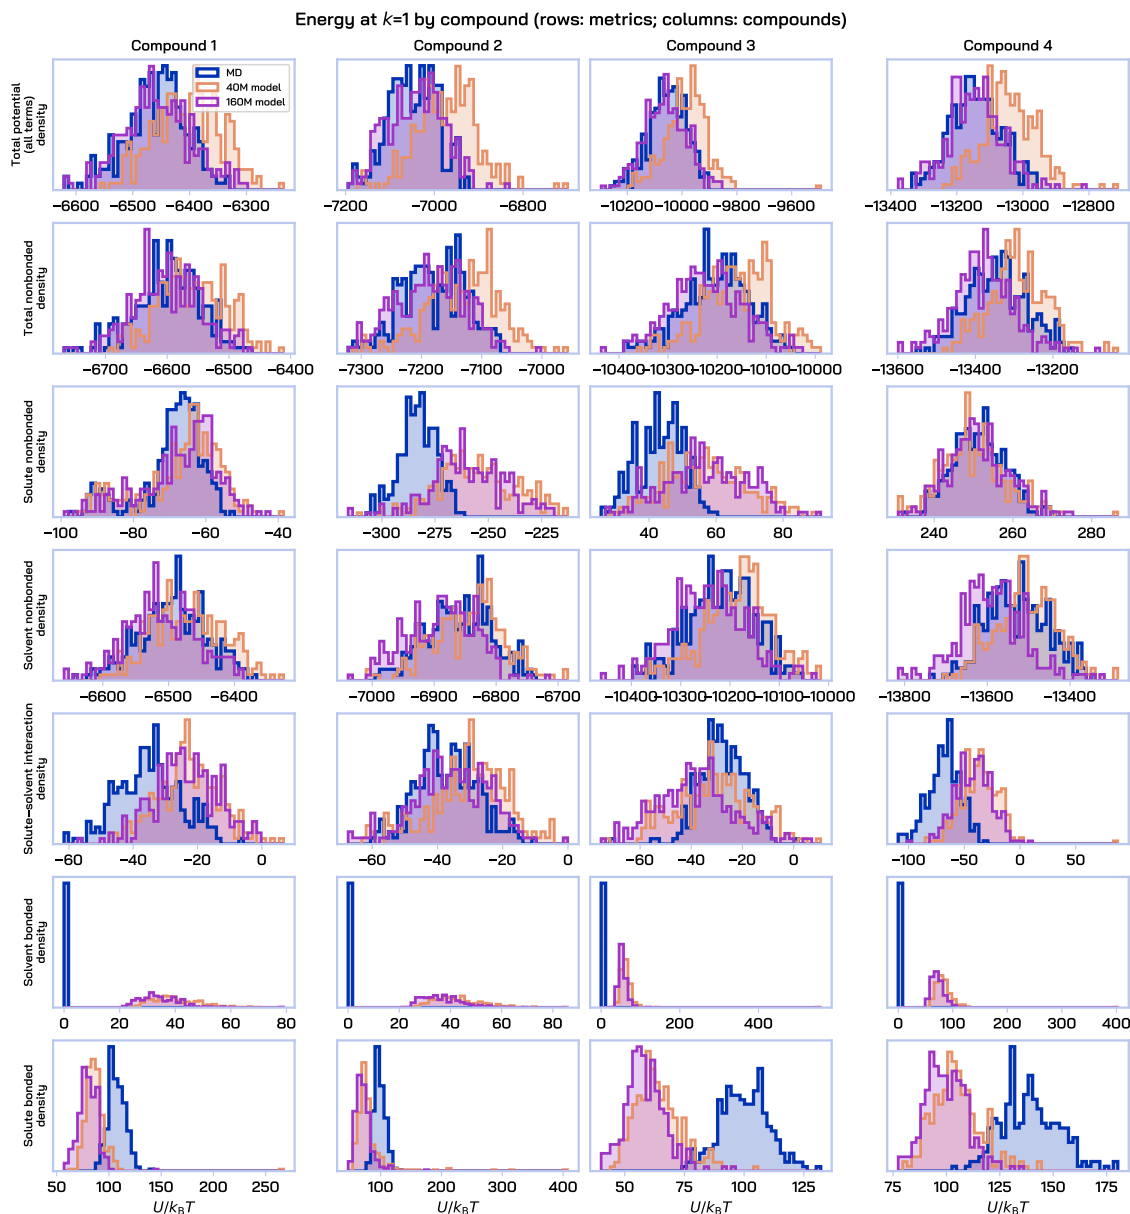 Energy at k=1 by compound (rows: metrics; columns: compounds)
Compound 1
Compound 2
Compound 3
Compound 4
MD
40M model
160M model
Total potential
(all terms)
density
−6600 −6500 −6400 −6300
−7200 −7000 −6800
−10200 −10000 −9800 −9600
−13400 −13200 −13000 −12800
Total nonbonded
density
−6700 −6600 −6500 −6400
−7300 −7200 −7100 −7000
−10400 −10300 −10200 −10100 −10000
−13600 −13400 −13200
Solute nonbonded
density
−100 −80 −60 −40
−300 −275 −250 −225
40 60 80
240 260 280
Solvent nonbonded
density
−6600 −6500 −6400
−7000 −6900 −6800 −6700
−10400 −10300 −10200 −10100 −10000
−13800 −13600 −13400
Solute−solvent interaction
density
−60 −40 −20 0
−60 −40 −20 0
−80 −40 0
−100 −50 0 50
Solvent bonded
density
0 20 40 60 80
0 20 40 60 80
0 200 400
0 100 200 300 400
Solute bonded
density
50 100 150 200 250
100 200 300 400
50 75 100 125
75 100 125 150 175
U/kBT
U/kBT
U/kBT
U/kBT